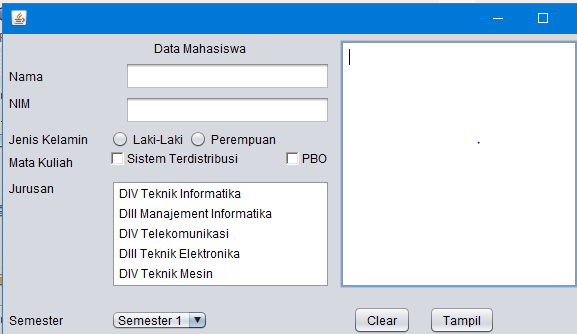 Data Mahasiswa
Nama
NIM
Jenis Kelamin Laki-Laki Perempuan
Mata Kuliah Sistem Terdistribusi PBO
Jurusan
DIV Teknik Informatika
DIII Manajement Informatika
DIV Telekomunikasi
DIII Teknik Elektronika
DIV Teknik Mesin
Semester Semester 1 Clear Tampil